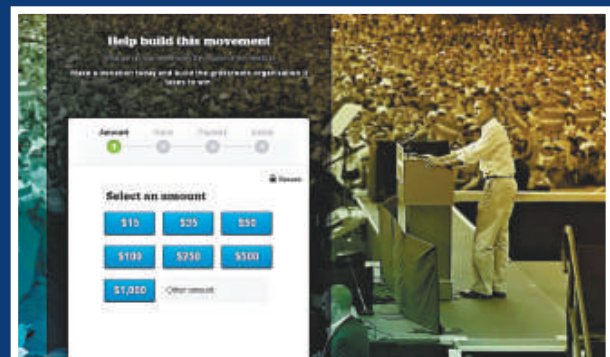 Help build this movement
Make a donation today and build the grassroots organization it
takes to win
Amount Name Payment
1
Secure
Select an amount
$15 $35 $50
$100 $250 $500
$1,000 Other amount